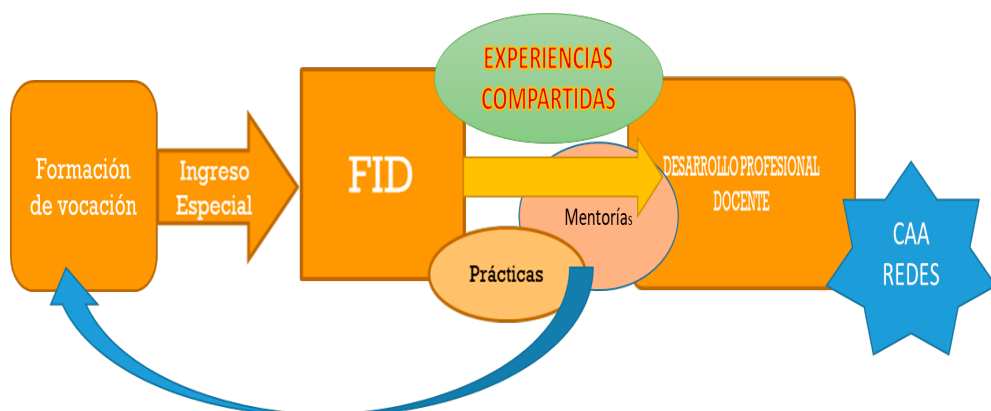 Formación
de vocación
Ingreso
Especial
FID
EXPERIENCIAS
COMPARTIDAS
Mentorías
Prácticas
DESARROLLO PROFESIONAL
DOCENTE
CAA
REDES